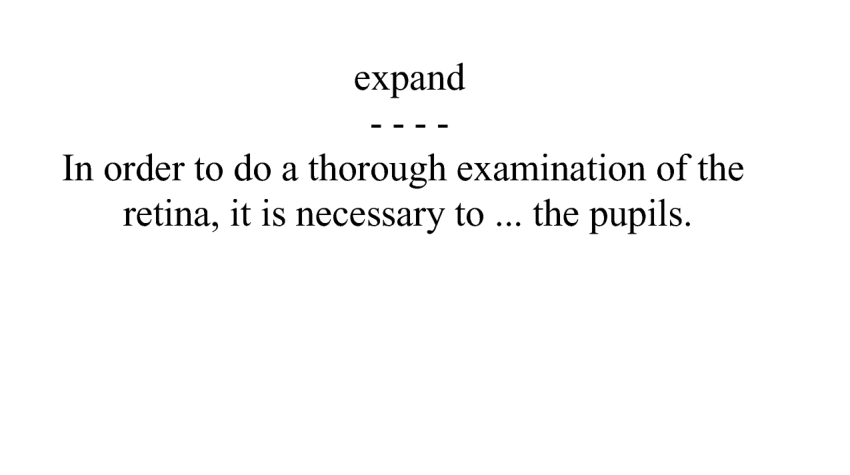 expand
- - - -
In order to do a thorough examination of the
retina, it is necessary to ... the pupils.